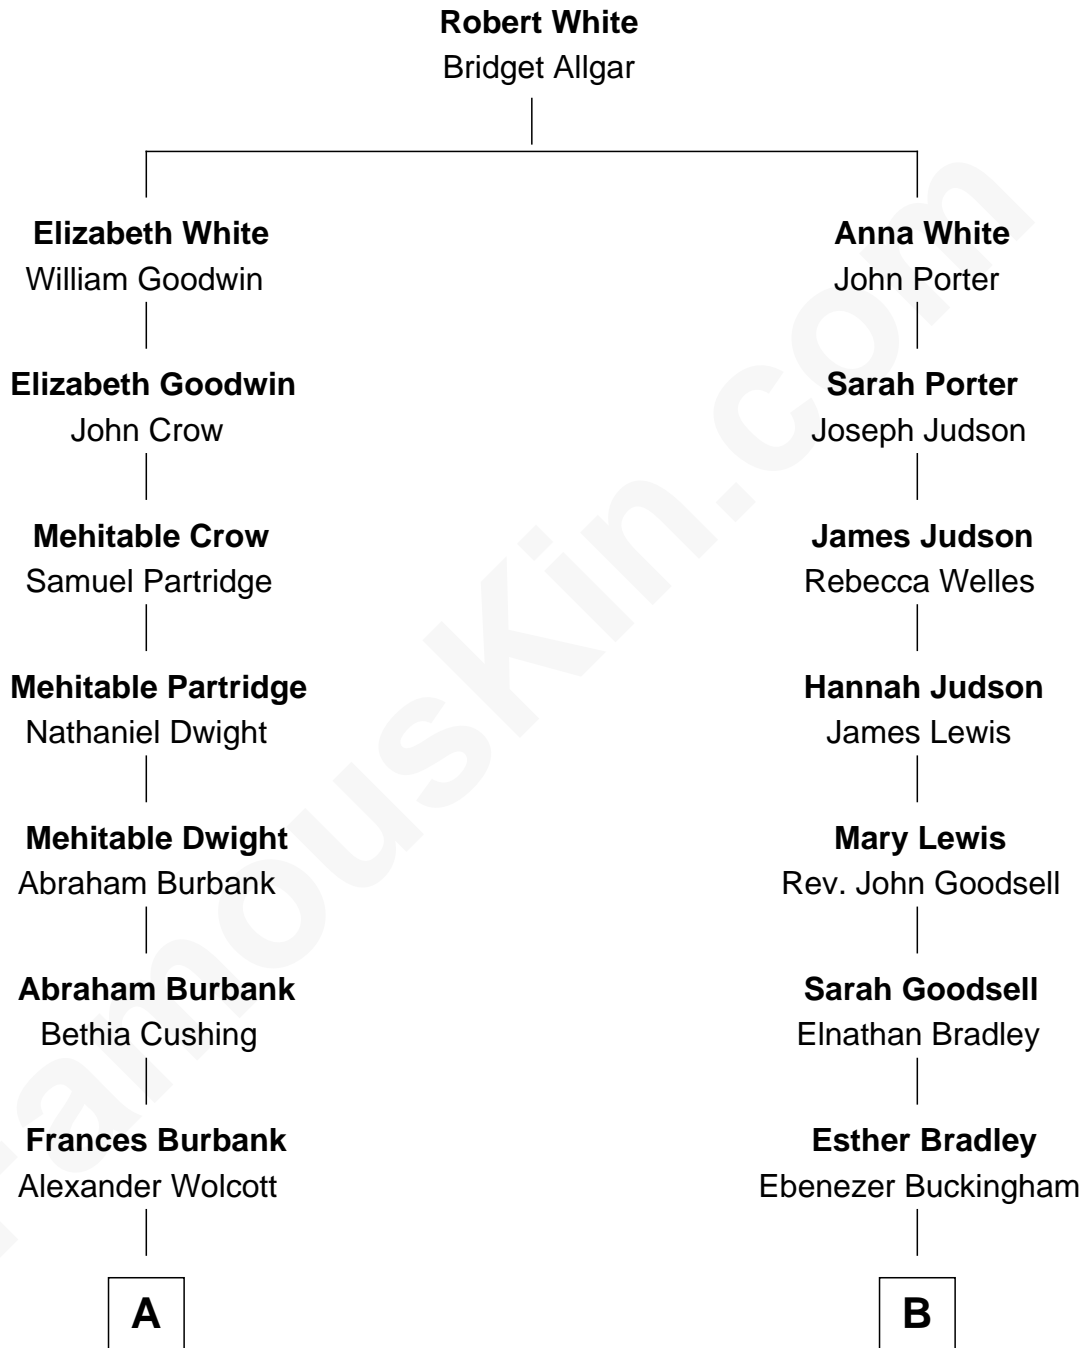 Robert White
Bridget Allgar
Elizabeth White
William Goodwin
Anna White
John Porter
Elizabeth Goodwin
John Crow
Sarah Porter
Joseph Judson
Mehitable Crow
Samuel Partridge
James Judson
Rebecca Welles
Mehitable Partridge
Nathaniel Dwight
Hannah Judson
James Lewis
Mehitable Dwight
Abraham Burbank
Mary Lewis
Rev. John Goodsell
Abraham Burbank
Bethia Cushing
Sarah Goodsell
Elnathan Bradley
Frances Burbank
Alexander Wolcott
Esther Bradley
Ebenezer Buckingham
A
B
FamousKin.com